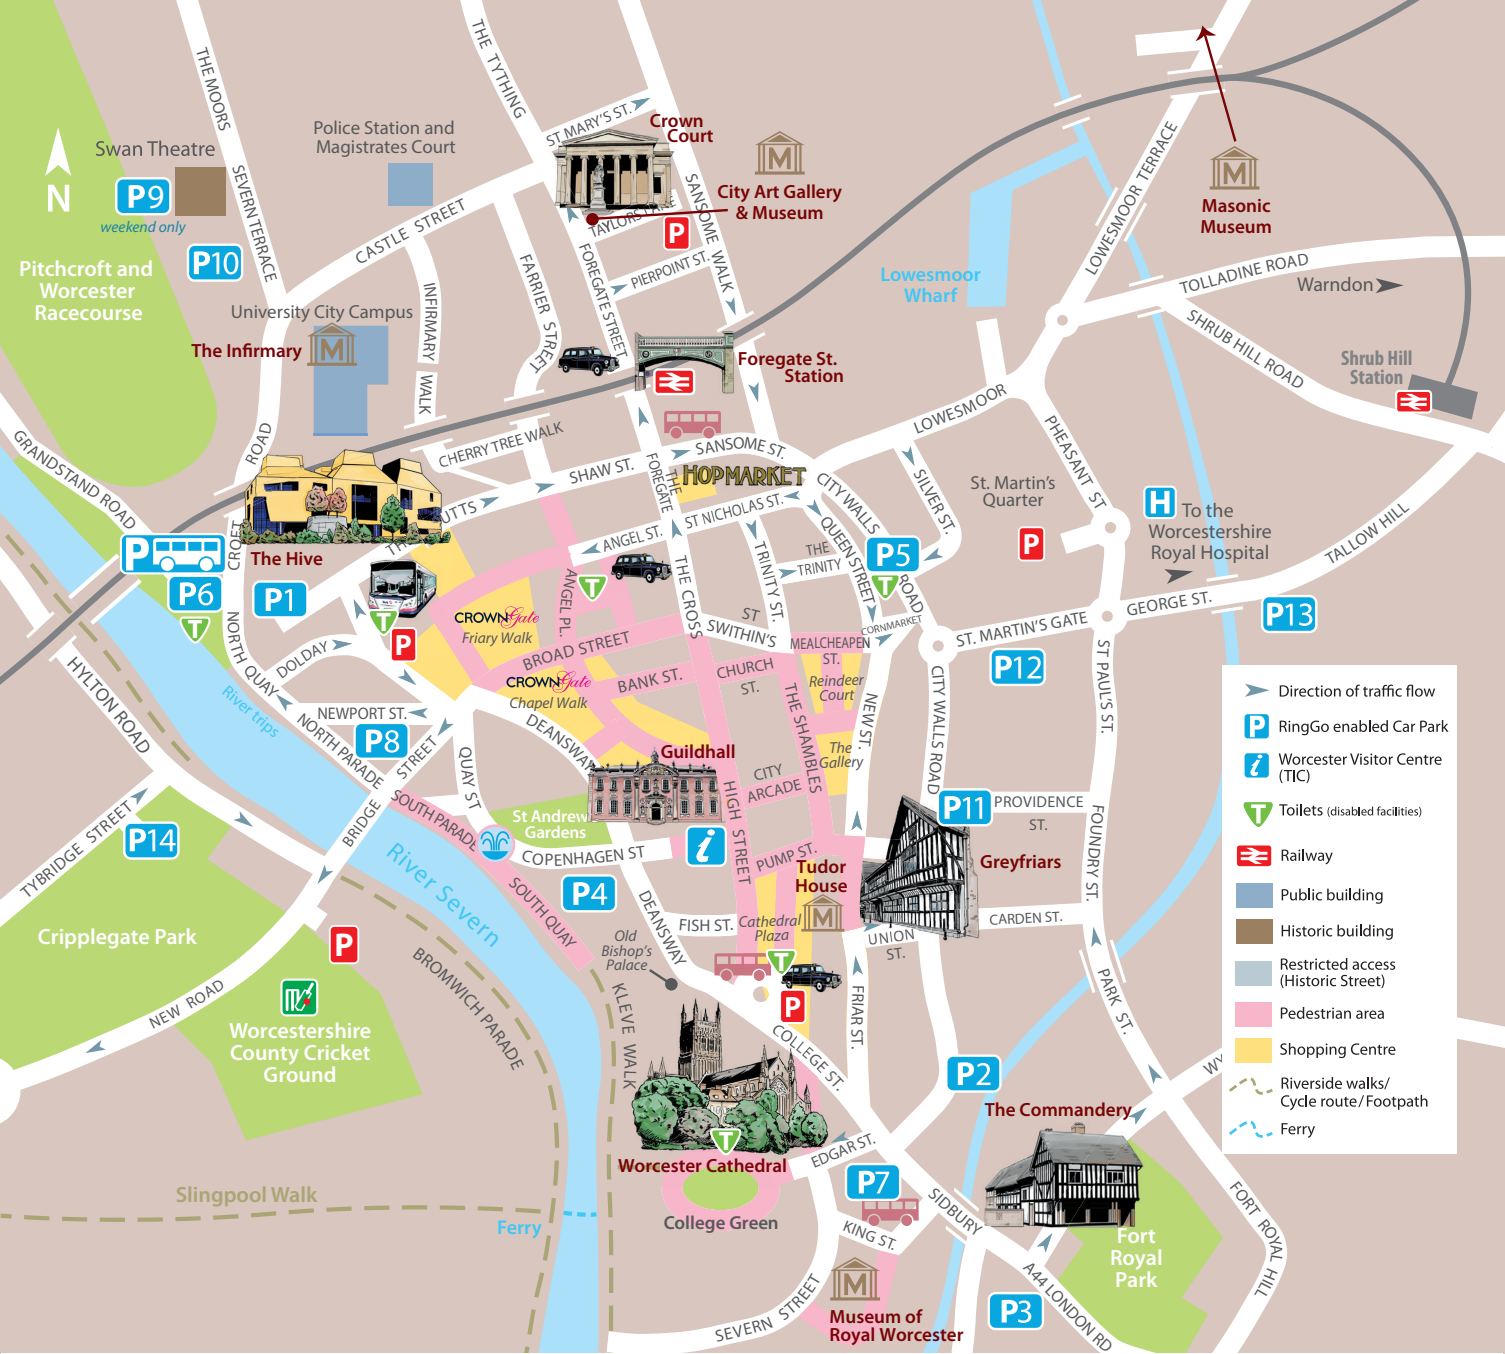 THE MOORS
SEVERN TERRACE
THE TYTHING
ST MARY'S ST.
Police Station and
Magistrates Court
Swan Theatre
N
P9
weekend only
P10
Pitchcroft and
Worcester
Racecourse
CASTLE STREET
Crown
Court
M
City Art Gallery
& Museum
TAYLORS LANE
P
SANSOME WALK
PIERPOINT ST.
FOREGATE STREET
FARRIER STREET
INFIRMARY WALK
University City Campus
The Infirmary
M
Foregate St.
Station
LOWESMOOR TERRACE
M
Masonic
Museum
Lowesmoor
Wharf
TOLLADINE ROAD
Warndon
SHRUB HILL ROAD
Shrub Hill
Station
LOWESMOOR
PHEASANT ST
GRANDSTAND ROAD
CROFT ROAD
CHERRY TREE WALK
SHAW ST.
SANSOME ST.
THE FOREGATE
THE HOPMARKET
CITY WALLS ROAD
SILVER ST.
St. Martin's
Quarter
P
H To the
Worcestershire
Royal Hospital
TALLOW HILL
The Hive
ST NICHOLAS ST.
ANGEL ST.
TRINITY ST.
THE
TRINITY
QUEEN STREET
P5
T
P
P6
T
P1
T
P
NORTH QUAY
DOLDAY
CROWNGate
Friary Walk
ANGEL PL.
T
THE CROSS
BROAD STREET
CROWNGate
Chapel Walk
BANK ST.
ST
SWITHIN'S
CHURCH
ST.
MEALCHEAPEN
ST.
CORNMARKET
Reindeer
Court
ST. MARTIN'S GATE
GEORGE ST.
P13
P12
ST PAUL'S ST.
HYLTON ROAD
River trips
NEWPORT ST.
P8
NORTH PARADE
BRIDGE STREET
QUAY ST
DEANSWAY
Guildhall
THE SHAMBLES
The
Gallery
NEW ST.
CITY WALLS ROAD
CITY
ARCADE
HIGH STREET
SOUTH PARADE
St Andrew
Gardens
COPENHAGEN ST
i
PUMP ST.
Tudor
House
M
P11
PROVIDENCE
ST.
Greyfriars
FOUNDRY ST.
TYBRIDGE STREET
P14
Cripplegate Park
River Severn
P4
SOUTH QUAY
DEANSWAY
FISH ST.
Cathedral
Plaza
T
P
Old
Bishop's
Palace
UNION
ST.
CARDEN ST.
FRIAR ST.
PARK ST.
P
NEW ROAD
BROMWICH PARADE
KLEVE WALK
Worcestershire
County Cricket
Ground
COLLEGE ST.
P2
The Commandery
WY
T
Worcester Cathedral
College Green
EDGAR ST.
P7
SIDBURY
KING ST.
Slingpool Walk
Ferry
SEVERN STREET
M
Museum of
Royal Worcester
P3
A44 LONDON RD
Fort
Royal
Park
FORT ROYAL HILL
Direction of traffic flow
P
RingGo enabled Car Park
i
Worcester Visitor Centre
(TIC)
T
Toilets (disabled facilities)
Railway
Public building
Historic building
Restricted access
(Historic Street)
Pedestrian area
Shopping Centre
Riverside walks/
Cycle route/Footpath
Ferry